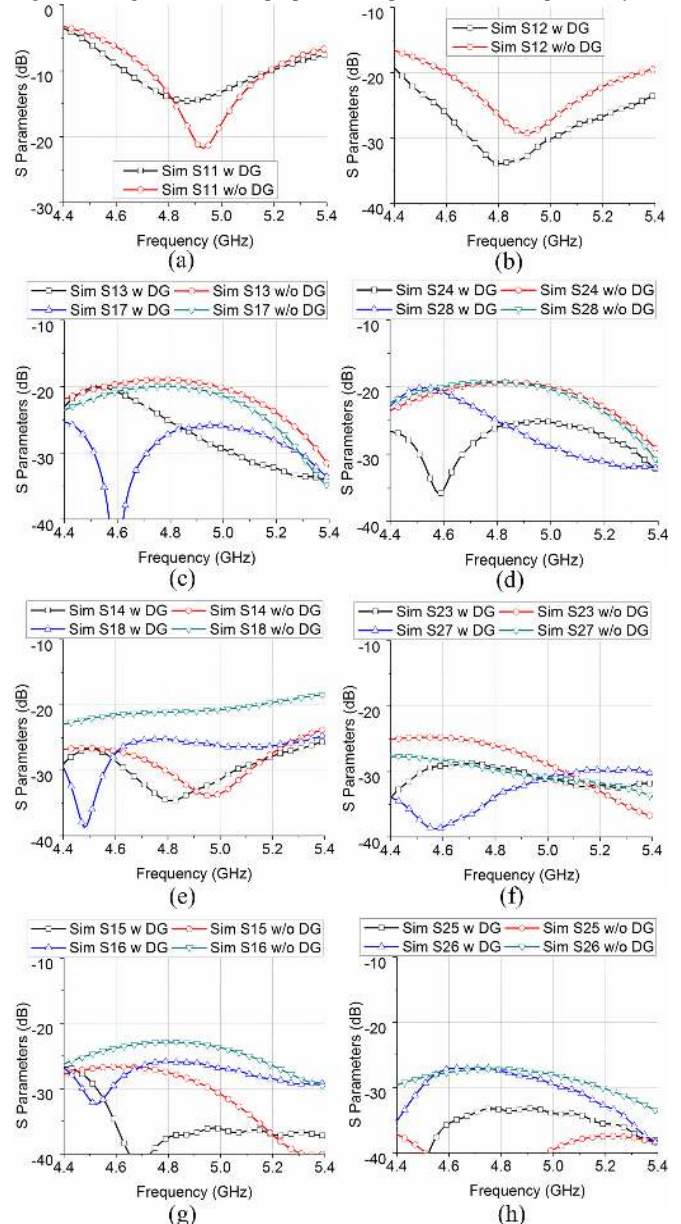 0
-10
-20
-30
S Parameters (dB)
Sim S11 w DG
Sim S11 w/o DG
4.4 4.6 4.8 5.0 5.2 5.4
Frequency (GHz)
(a)
-20
-30
-40
S Parameters (dB)
Sim S12 w DG
Sim S12 w/o DG
4.4 4.6 4.8 5.0 5.2 5.4
Frequency (GHz)
(b)
Sim S13 w DG Sim S13 w/o DG
Sim S17 w DG Sim S17 w/o DG
-10
-20
-30
-40
S Parameters (dB)
4.4 4.6 4.8 5.0 5.2 5.4
Frequency (GHz)
(c)
Sim S24 w DG Sim S24 w/o DG
Sim S28 w DG Sim S28 w/o DG
-10
-20
-30
-40
S Parameters (dB)
4.4 4.6 4.8 5.0 5.2 5.4
Frequency (GHz)
(d)
Sim S14 w DG Sim S14 w/o DG
Sim S18 w DG Sim S18 w/o DG
-10
-20
-30
-40
S Parameters (dB)
4.4 4.6 4.8 5.0 5.2 5.4
Frequency (GHz)
(e)
Sim S23 w DG Sim S23 w/o DG
Sim S27 w DG Sim S27 w/o DG
-10
-20
-30
-40
S Parameters (dB)
4.4 4.6 4.8 5.0 5.2 5.4
Frequency (GHz)
(f)
Sim S15 w DG Sim S15 w/o DG
Sim S16 w DG Sim S16 w/o DG
-10
-20
-30
-40
S Parameters (dB)
4.4 4.6 4.8 5.0 5.2 5.4
Frequency (GHz)
(g)
Sim S25 w DG Sim S25 w/o DG
Sim S26 w DG Sim S26 w/o DG
-10
-20
-30
-40
S Parameters (dB)
4.4 4.6 4.8 5.0 5.2 5.4
Frequency (GHz)
(h)